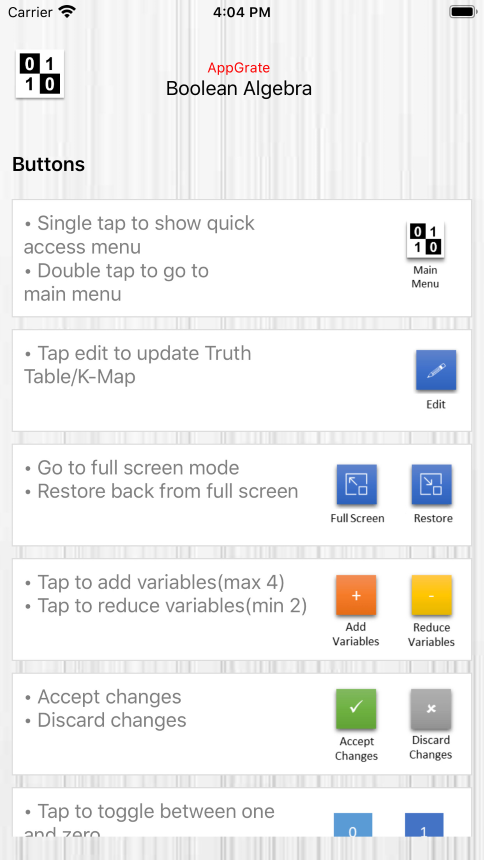 Carrier 4:04 PM
0 1
1 0
AppGrate
Boolean Algebra
Buttons
• Single tap to show quick
access menu
• Double tap to go to
main menu
0 1
1 0
Main
Menu
• Tap edit to update Truth
Table/K-Map
Edit
• Go to full screen mode
• Restore back from full screen
Full Screen
Restore
• Tap to add variables(max 4)
• Tap to reduce variables(min 2)
+
-
Add
Variables
Reduce
Variables
• Accept changes
• Discard changes
Accept
Changes
Discard
Changes
• Tap to toggle between one
and zero
0
1